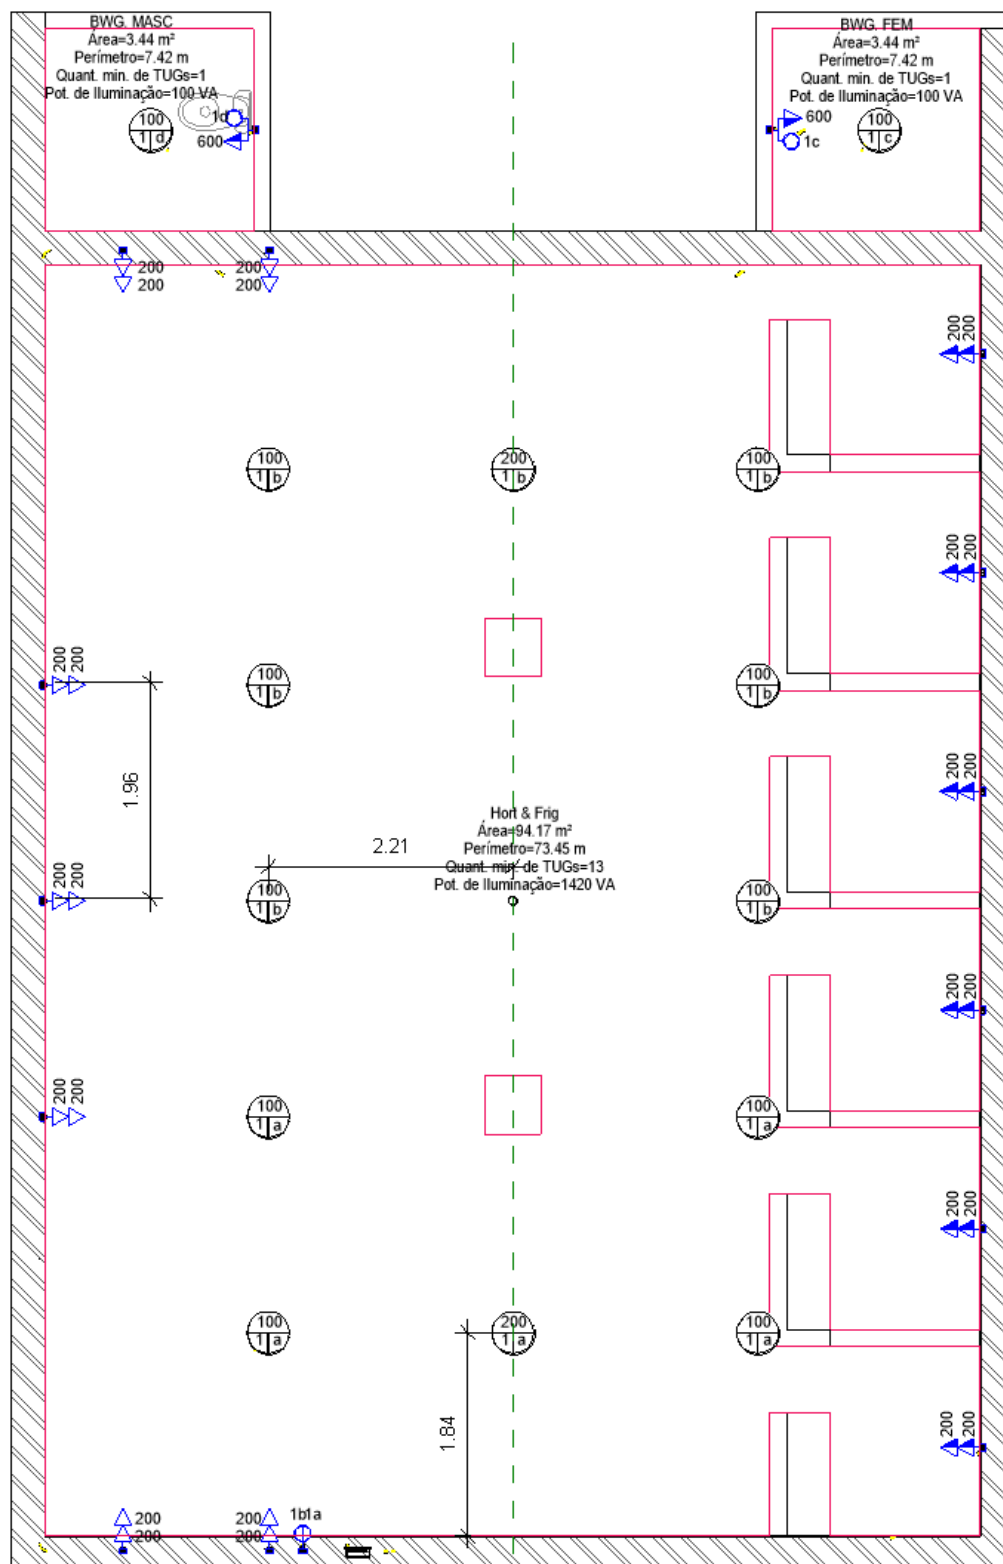 BWG. MASC
Área=3.44 m²
Perímetro=7.42 m
Quant. min. de TUGs=1
Pot. de Iluminação=100 VA
1d
100
1 d
600
BWG. FEM
Área=3.44 m²
Perímetro=7.42 m
Quant. min. de TUGs=1
Pot. de Iluminação=100 VA
600
100
1c
1 c
200
200
200
200
200
200
100
1 b
200
1 b
100
1 b
200
200
200
200
100
1 b
100
1 b
1.96
200
200
Hort & Frig
Área=94.17 m²
Perímetro=73.45 m
Quant. min. de TUGs=13
Pot. de Iluminação=1420 VA
2.21
200
200
100
1 b
100
1 b
200
200
200
200
100
1 a
100
1 a
200
200
100
1 a
200
1 a
100
1 a
1.84
200
200
200
200
200
200
1b1a